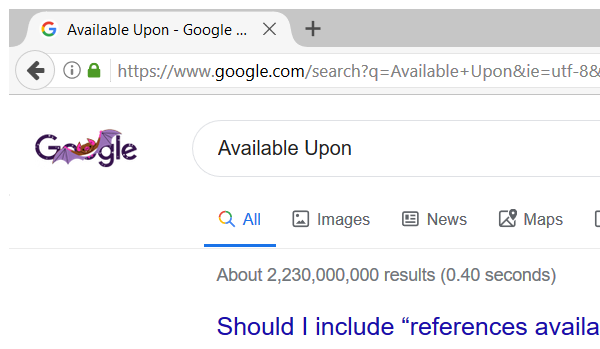 Available Upon - Google ...
https://www.google.com/search?q=Available+Upon&ie=utf-8&
Google
Available Upon
All Images News Maps
About 2,230,000,000 results (0.40 seconds)
Should I include “references availa